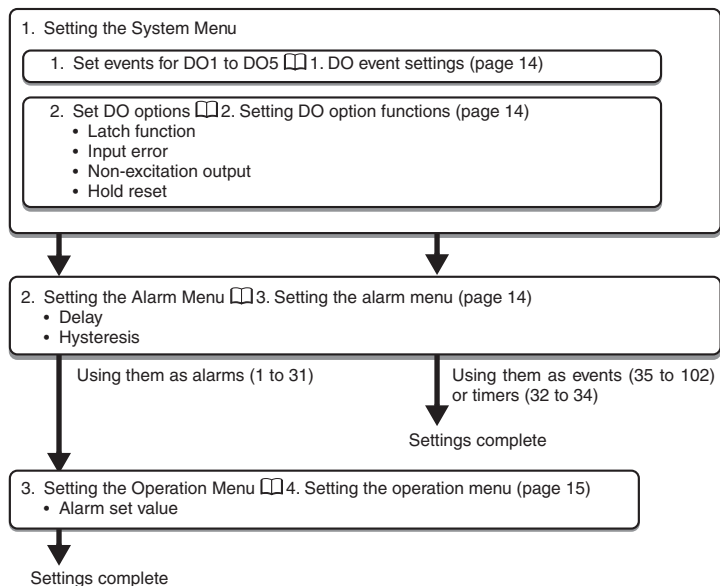 1. Setting the System Menu
1. Set events for DO1 to DO5 1. DO event settings (page 14)
2. Set DO options 2. Setting DO option functions (page 14)
• Latch function
• Input error
• Non-excitation output
• Hold reset
2. Setting the Alarm Menu 3. Setting the alarm menu (page 14)
• Delay
• Hysteresis
Using them as alarms (1 to 31)
Using them as events (35 to 102)
or timers (32 to 34)
Settings complete
3. Setting the Operation Menu 4. Setting the operation menu (page 15)
• Alarm set value
Settings complete